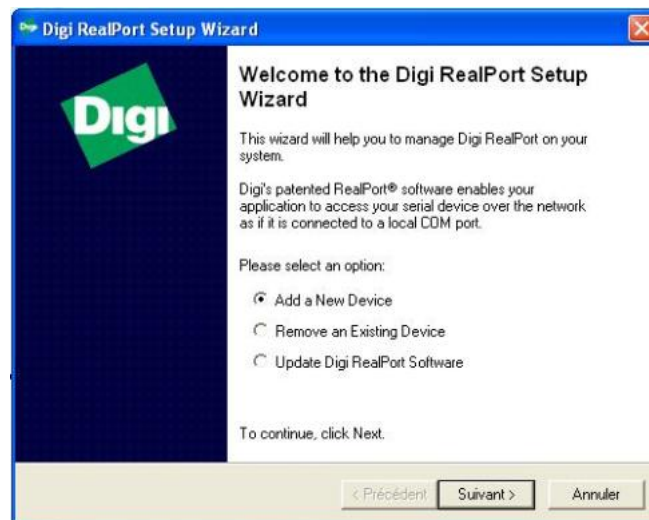 Digi RealPort Setup Wizard
Digi
Welcome to the Digi RealPort Setup
Wizard
This wizard will help you to manage Digi RealPort on your
system.
Digi's patented RealPort® software enables your
application to access your serial device over the network
as if it is connected to a local COM port.
Please select an option:
Add a New Device
Remove an Existing Device
Update Digi RealPort Software
To continue, click Next.
< Précédent
Suivant >
Annuler